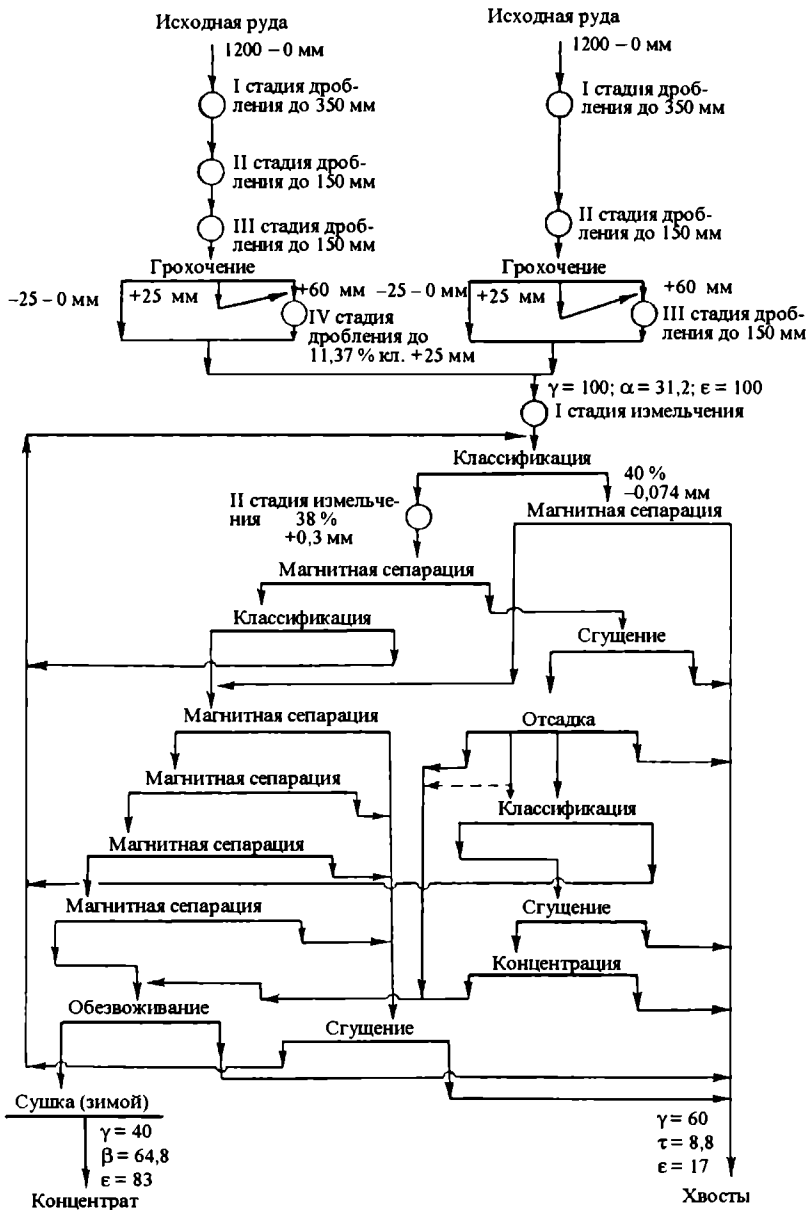 Исходная руда
1200 – 0 мм
I стадия дроб-
ления до 350 мм
II стадия дроб-
ления до 150 мм
III стадия дроб-
ления до 150 мм
Грохочение
–25 – 0 мм
+25 мм
+60 мм
IV стадия
дробления до
11,37 % кл. +25 мм
Исходная руда
1200 – 0 мм
I стадия дроб-
ления до 350 мм
II стадия дроб-
ления до 150 мм
Грохочение
–25 – 0 мм
+25 мм
+60 мм
III стадия дроб-
ления до 150 мм
γ = 100; α = 31,2; ε = 100
I стадия измельчения
Классификация
40 %
–0,074 мм
II стадия измельче-
ния 38 %
+0,3 мм
Магнитная сепарация
Магнитная сепарация
Классификация
Сгущение
Магнитная сепарация
Отсадка
Магнитная сепарация
Классификация
Магнитная сепарация
Магнитная сепарация
Сгущение
Концентрация
Обезвоживание
Сгущение
Сушка (зимой)
γ = 40
β = 64,8
ε = 83
Концентрат
γ = 60
τ = 8,8
ε = 17
Хвосты